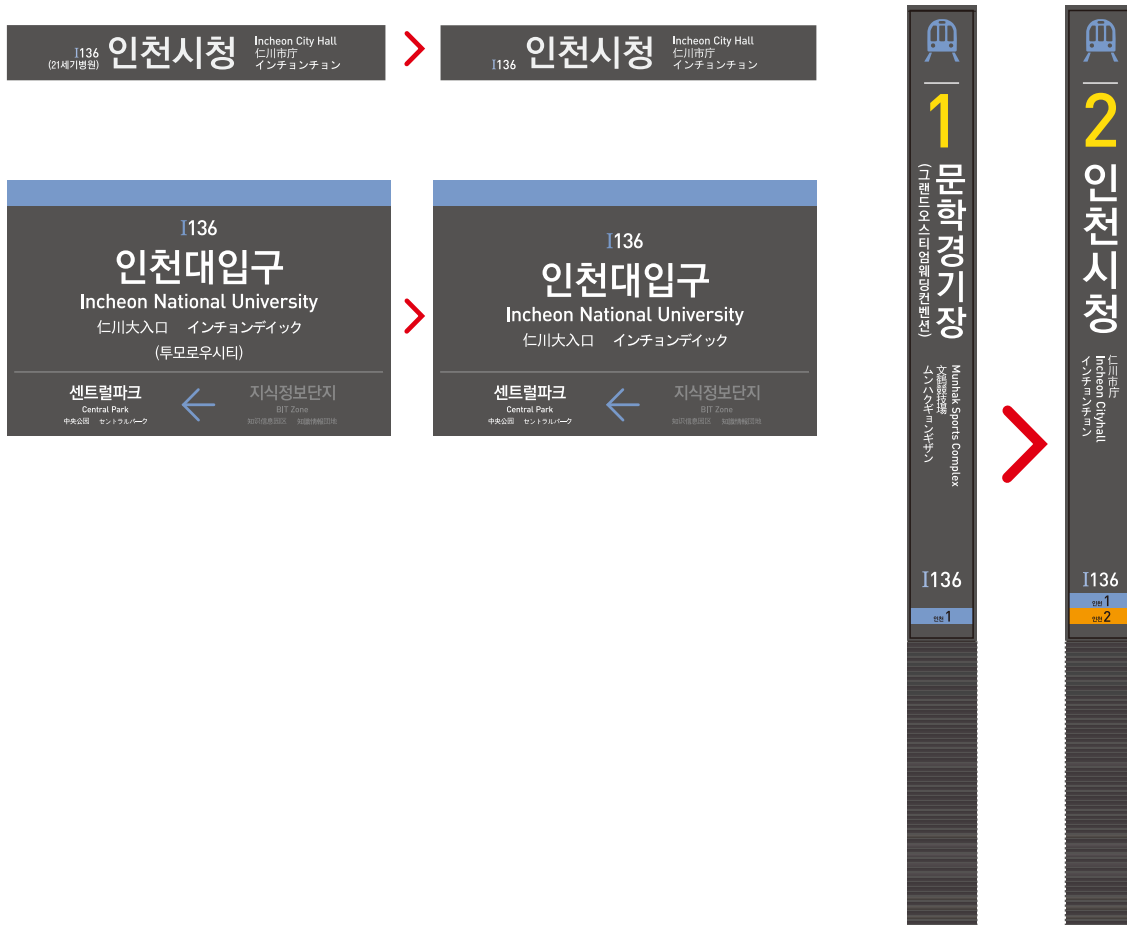 I136
(21세기병원)
인천시청
Incheon City Hall
仁川市庁
インチョンチョン
I136
인천시청
Incheon City Hall
仁川市庁
インチョンチョン
I136
인천대입구
Incheon National University
仁川大入口 インチョンデイック
(투모로우시티)
센트럴파크
Central Park
中央公園 セントラルパーク
지식정보단지
BIT Zone
I136
인천대입구
Incheon National University
仁川大入口 インチョンデイック
센트럴파크
Central Park
中央公園 セントラルパーク
지식정보단지
BIT Zone
1
문학경기장
(그랜드오스티엄웨딩컨벤션)
Munhak Sports Complex
文鶴競技場
ムンハクギョンギザン
I136
인천1
2
인천시청
仁川市庁
Incheon Cityhall
インチョンチョン
I136
인천1
인천2